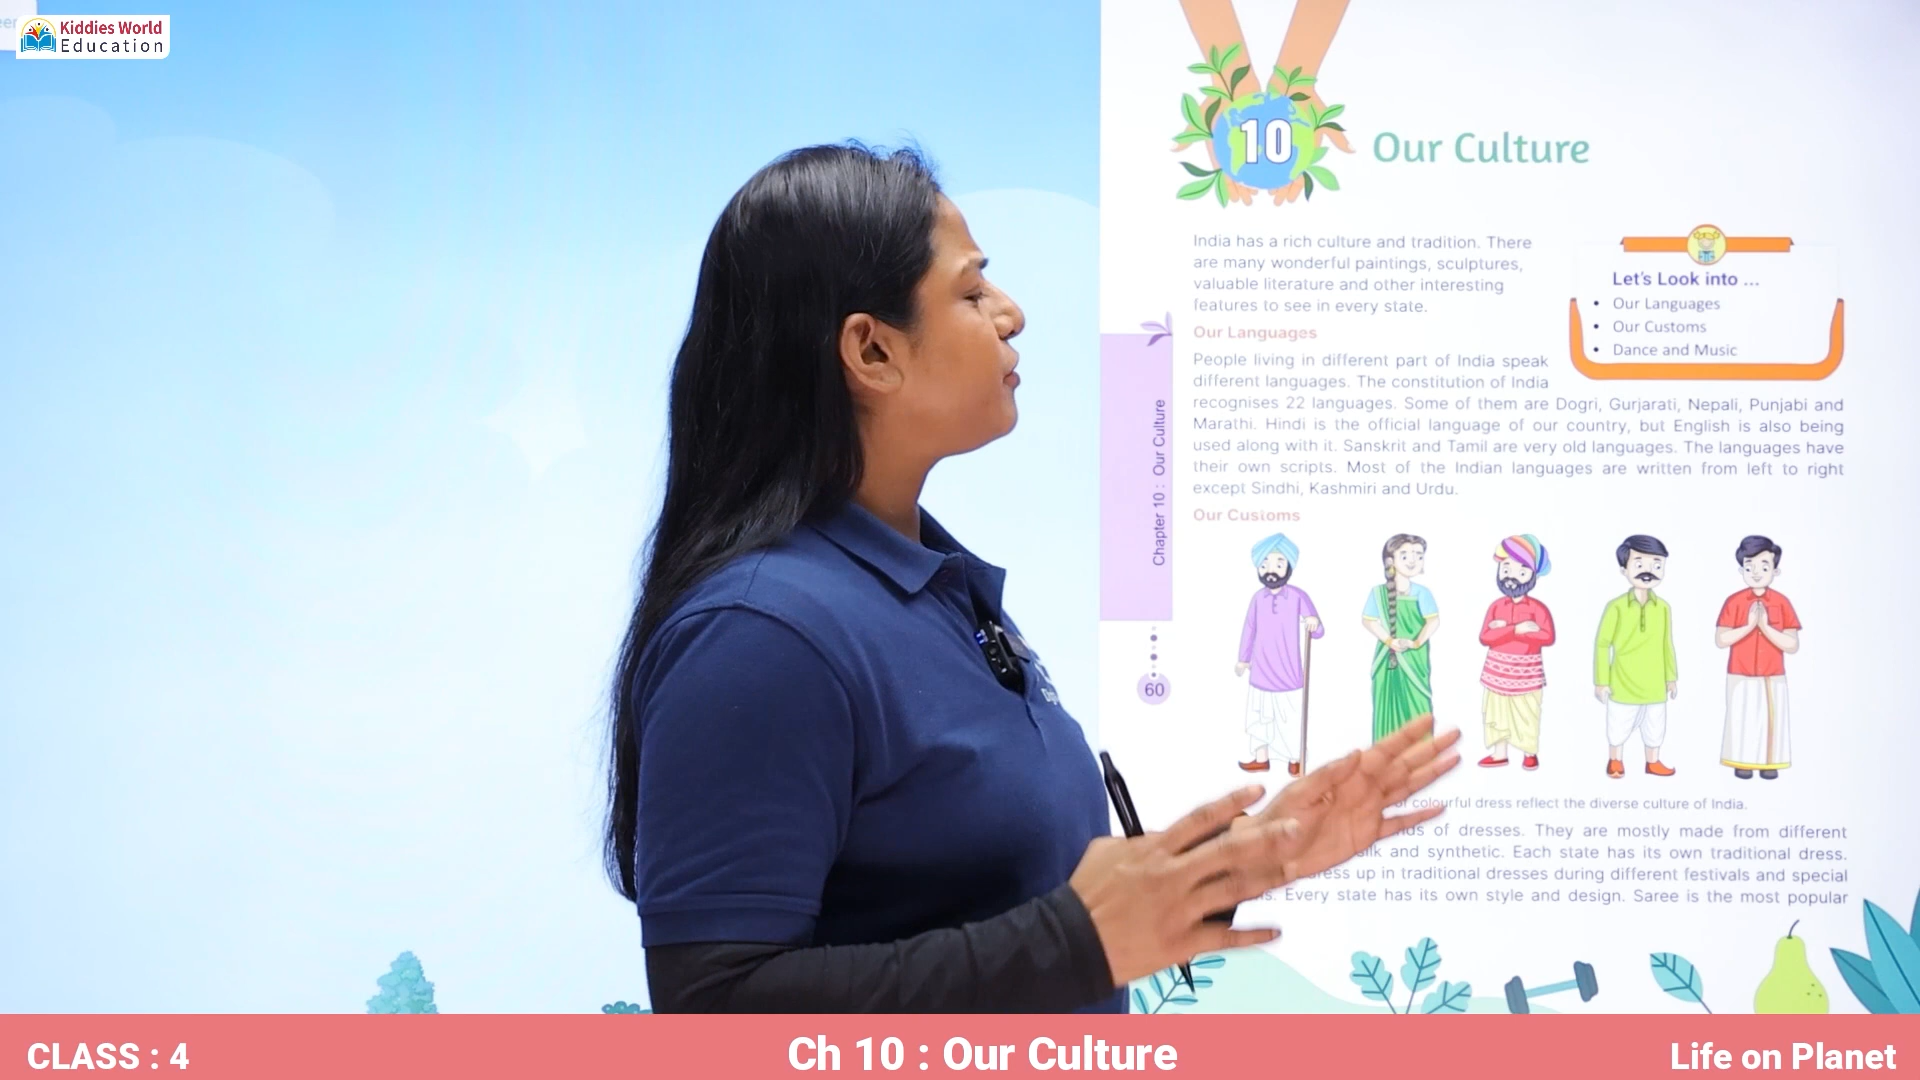 Kiddies World
Education
10
Our Culture
India has a rich culture and tradition. There
are many wonderful paintings, sculptures,
valuable literature and other interesting
features to see in every state.
Let's Look into ...
• Our Languages
• Our Customs
• Dance and Music
Our Languages
People living in different part of India speak
different languages. The constitution of India
recognises 22 languages. Some of them are Dogri, Gurjarati, Nepali, Punjabi and
Marathi. Hindi is the official language of our country, but English is also being
used along with it. Sanskrit and Tamil are very old languages. The languages have
their own scripts. Most of the Indian languages are written from left to right
except Sindhi, Kashmiri and Urdu.
Our Customs
Chapter 10 : Our Culture
60
colourful dress reflect the diverse culture of India.
of dresses. They are mostly made from different
and synthetic. Each state has its own traditional dress.
up in traditional dresses during different festivals and special
Every state has its own style and design. Saree is the most popular
CLASS : 4
Ch 10 : Our Culture
Life on Planet